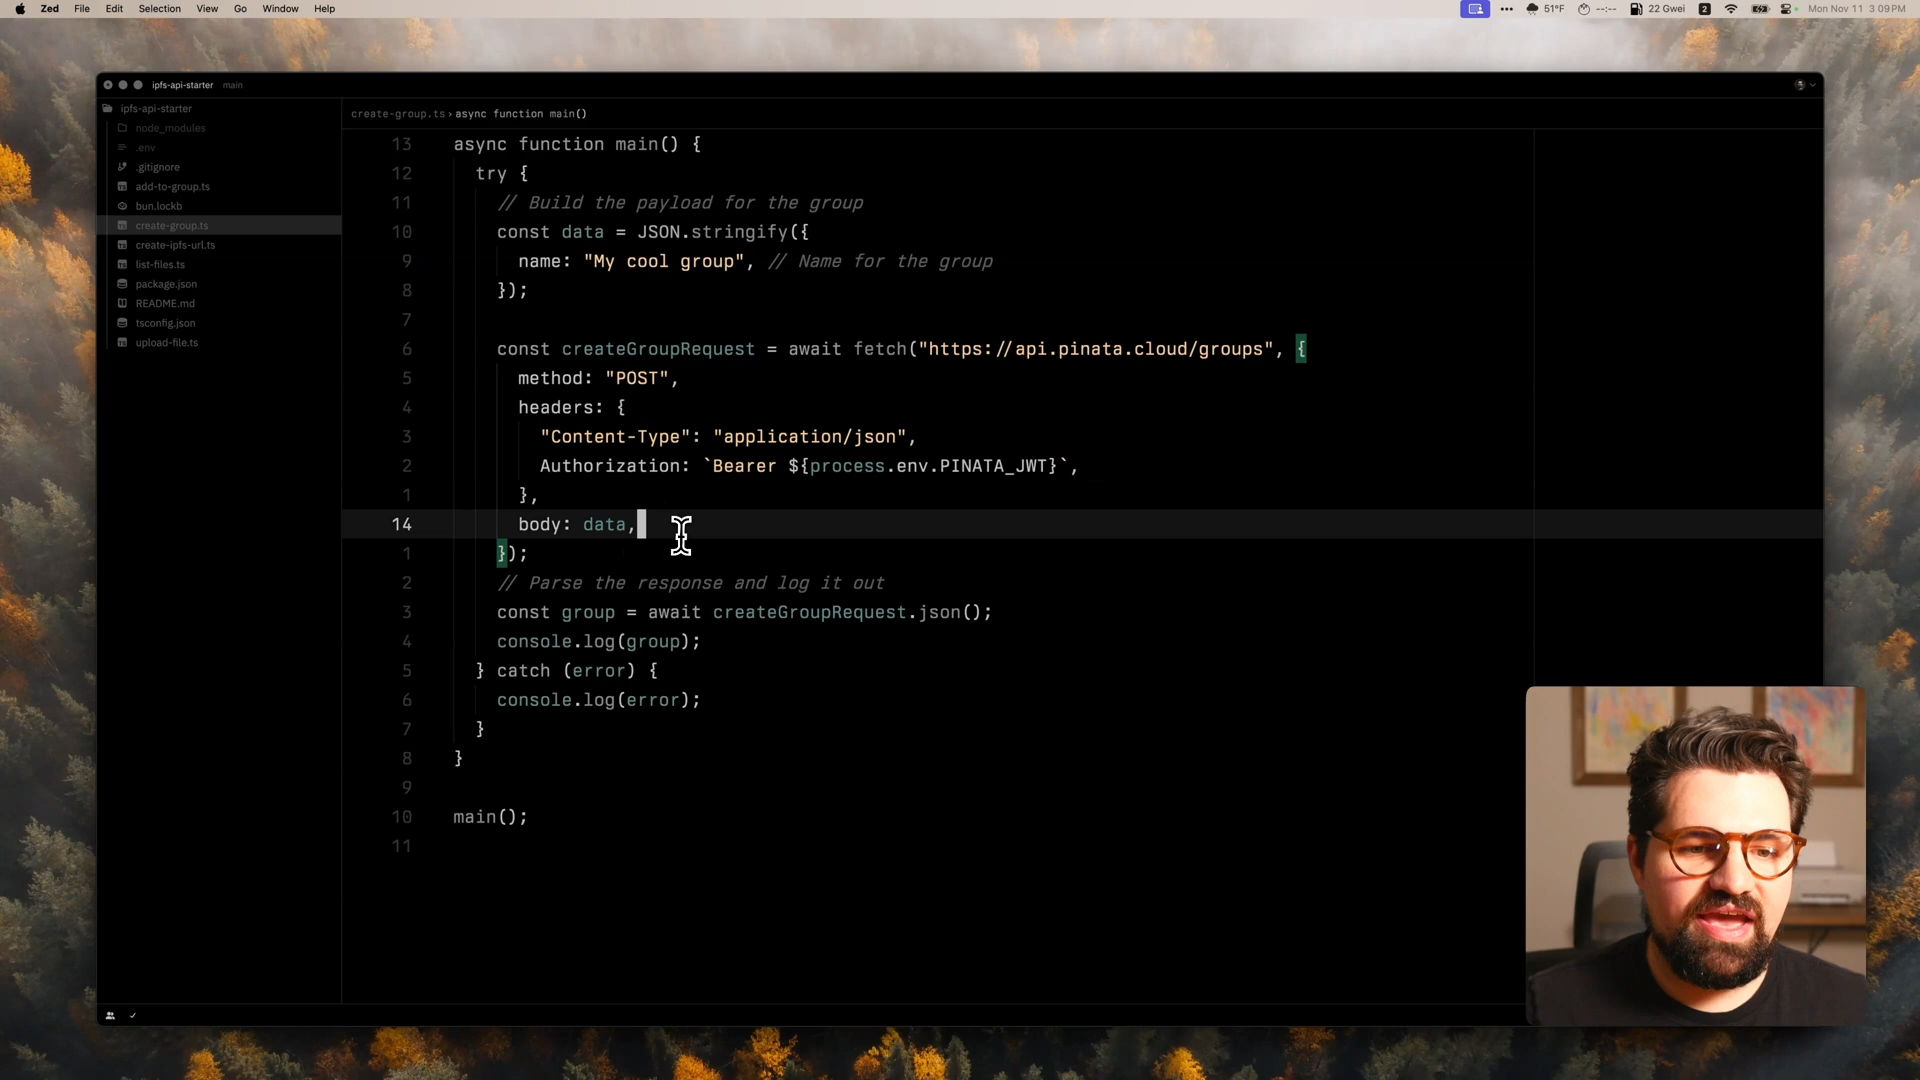 Zed File Edit Selection View Go Window Help
51°F --:-- 22 Gwei 2 Mon Nov 11 3 09 PM
ipfs-api-starter main
ipfs-api-starter
node_modules
.env
.gitignore
add-to-group.ts
bun.lockb
create-group.ts
create-ipfs-url.ts
list-files.ts
package.json
README.md
tsconfig.json
upload-file.ts
create-group.ts › async function main()
13 async function main() {
12 try {
11 // Build the payload for the group
10 const data = JSON.stringify({
9 name: "My cool group", // Name for the group
8 });
7
6 const createGroupRequest = await fetch("https://api.pinata.cloud/groups", {
5 method: "POST",
4 headers: {
3 "Content-Type": "application/json",
2 Authorization: `Bearer ${process.env.PINATA_JWT}`,
1 },
14 body: data,
1 });
2 // Parse the response and log it out
3 const group = await createGroupRequest.json();
4 console.log(group);
5 } catch (error) {
6 console.log(error);
7 }
8 }
9
10 main();
11